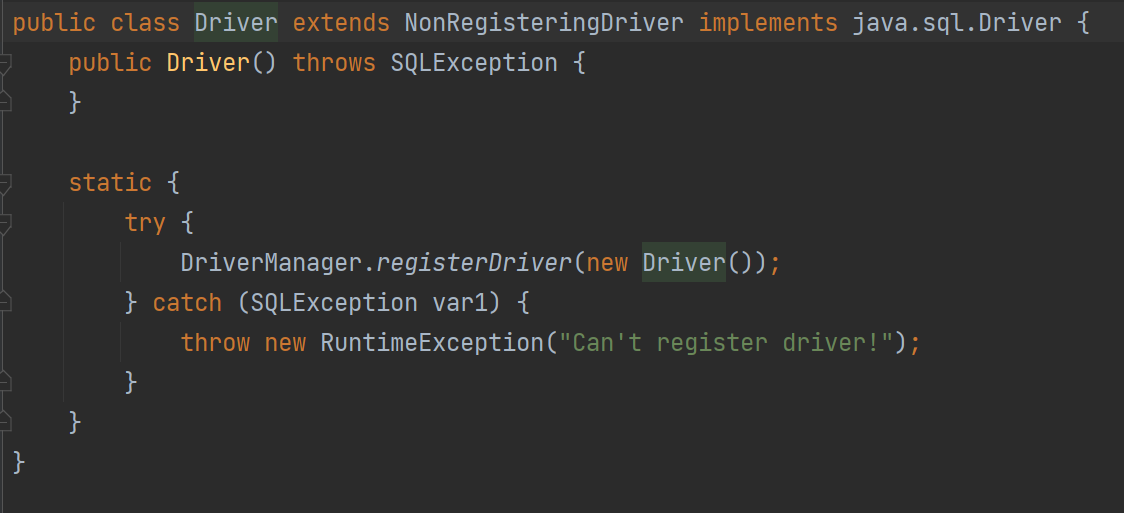 public class Driver extends NonRegisteringDriver implements java.sql.Driver {
    public Driver() throws SQLException {
    }

    static {
        try {
            DriverManager.registerDriver(new Driver());
        } catch (SQLException var1) {
            throw new RuntimeException("Can't register driver!");
        }
    }
}